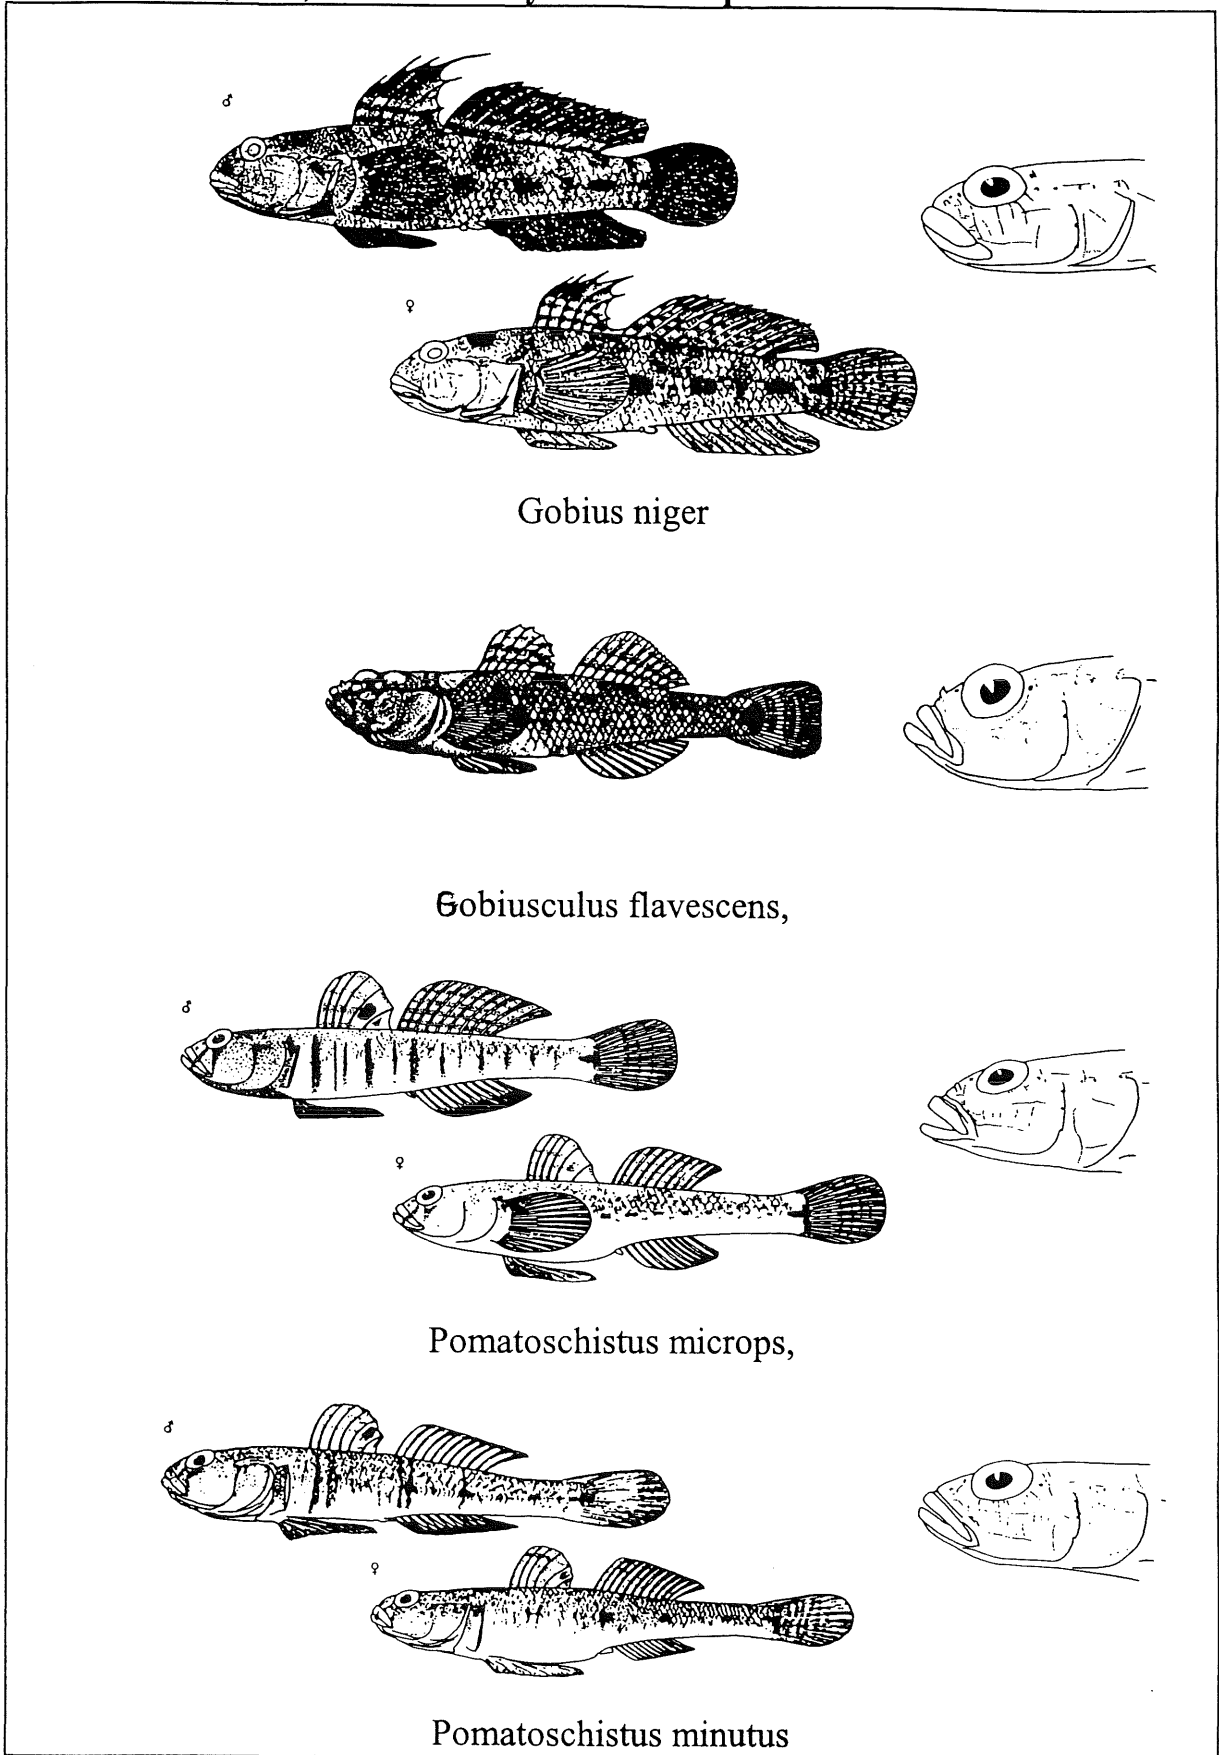 ♂
♀
Gobius niger
Gobiusculus flavescens,
♂
♀
Pomatoschistus microps,
♂
♀
Pomatoschistus minutus